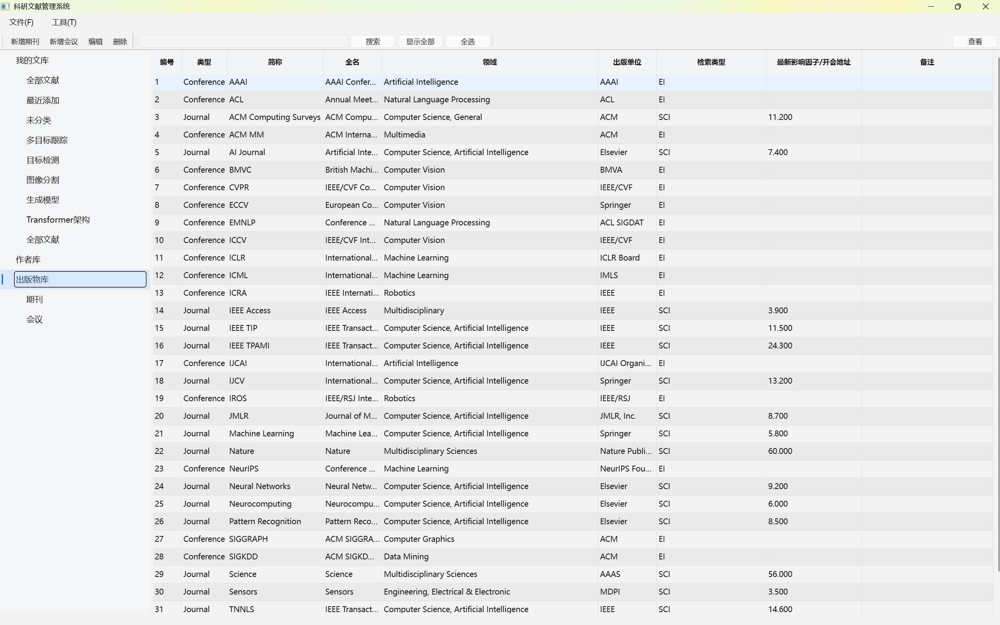 科研文献管理系统
文件(F) 工具(T)
新增期刊 新增会议 编辑 删除 搜索 显示全部 全选 查看
我的文库
全部文献
最近添加
未分类
多目标跟踪
目标检测
图像分割
生成模型
Transformer架构
全部文献
作者库
出版物库
期刊
会议
编号 类型 简称 全名 领域 出版单位 检索类型 最新影响因子/开会地址 备注
1 Conference AAAI AAAI Confer... Artificial Intelligence AAAI EI
2 Conference ACL Annual Meet... Natural Language Processing ACL EI
3 Journal ACM Computing Surveys ACM Compu... Computer Science, General ACM SCI 11.200
4 Conference ACM MM ACM Interna... Multimedia ACM EI
5 Journal AI Journal Artificial Inte... Computer Science, Artificial Intelligence Elsevier SCI 7.400
6 Conference BMVC British Machi... Computer Vision BMVA EI
7 Conference CVPR IEEE/CVF Co... Computer Vision IEEE/CVF EI
8 Conference ECCV European Co... Computer Vision Springer EI
9 Conference EMNLP Conference ... Natural Language Processing ACL SIGDAT EI
10 Conference ICCV IEEE/CVF Int... Computer Vision IEEE/CVF EI
11 Conference ICLR International... Machine Learning ICLR Board EI
12 Conference ICML International... Machine Learning IMLS EI
13 Conference ICRA IEEE Internati... Robotics IEEE EI
14 Journal IEEE Access IEEE Access Multidisciplinary IEEE SCI 3.900
15 Journal IEEE TIP IEEE Transact... Computer Science, Artificial Intelligence IEEE SCI 11.500
16 Journal IEEE TPAMI IEEE Transact... Computer Science, Artificial Intelligence IEEE SCI 24.300
17 Conference IJCAI International... Artificial Intelligence IJCAI Organi... EI
18 Journal IJCV International... Computer Science, Artificial Intelligence Springer SCI 13.200
19 Conference IROS IEEE/RSJ Inte... Robotics IEEE/RSJ EI
20 Journal JMLR Journal of M... Computer Science, Artificial Intelligence JMLR, Inc. SCI 8.700
21 Journal Machine Learning Machine Lea... Computer Science, Artificial Intelligence Springer SCI 5.800
22 Journal Nature Nature Multidisciplinary Sciences Nature Publi... SCI 60.000
23 Conference NeurIPS Conference ... Machine Learning NeurIPS Fou... EI
24 Journal Neural Networks Neural Netw... Computer Science, Artificial Intelligence Elsevier SCI 9.200
25 Journal Neurocomputing Neurocompu... Computer Science, Artificial Intelligence Elsevier SCI 6.000
26 Journal Pattern Recognition Pattern Reco... Computer Science, Artificial Intelligence Elsevier SCI 8.500
27 Conference SIGGRAPH ACM SIGGRA... Computer Graphics ACM EI
28 Conference SIGKDD ACM SIGKD... Data Mining ACM EI
29 Journal Science Science Multidisciplinary Sciences AAAS SCI 56.000
30 Journal Sensors Sensors Engineering, Electrical & Electronic MDPI SCI 3.500
31 Journal TNNLS IEEE Transact... Computer Science, Artificial Intelligence IEEE SCI 14.600